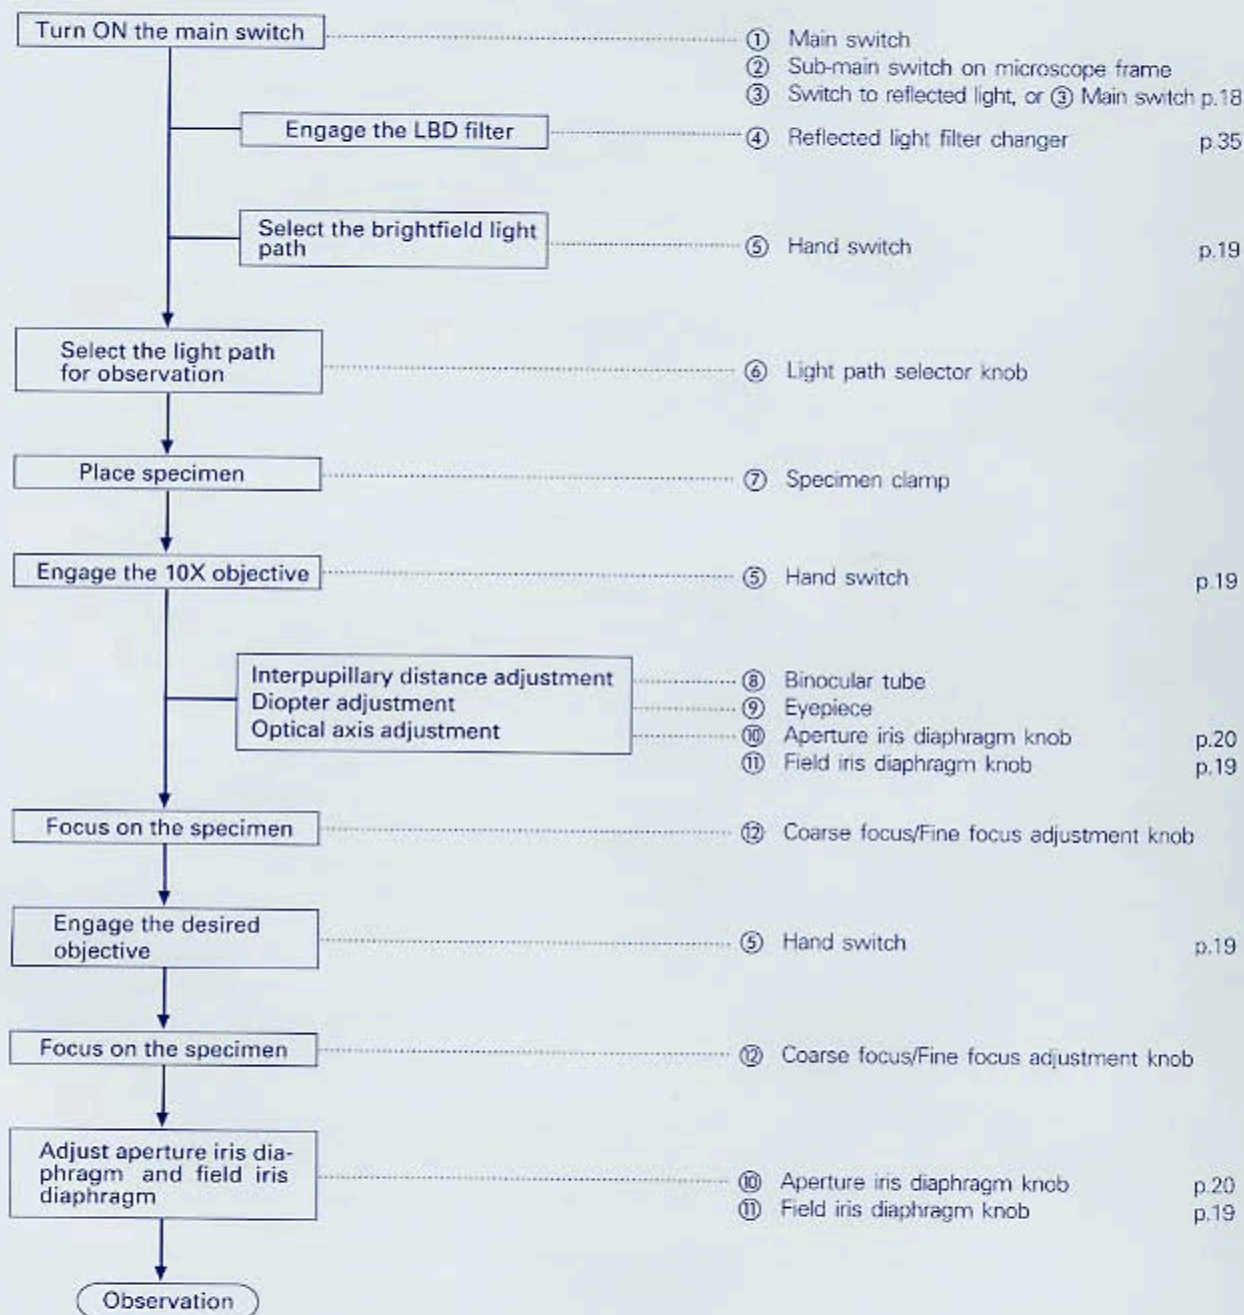 Turn ON the main switch
① Main switch
② Sub-main switch on microscope frame
③ Switch to reflected light, or ③ Main switch p.18
Engage the LBD filter
④ Reflected light filter changer p.35
Select the brightfield light
path
⑤ Hand switch p.19
Select the light path
for observation
⑥ Light path selector knob
Place specimen
⑦ Specimen clamp
Engage the 10X objective
⑤ Hand switch p.19
Interpupillary distance adjustment
Diopter adjustment
Optical axis adjustment
⑧ Binocular tube
⑨ Eyepiece
⑩ Aperture iris diaphragm knob p.20
⑪ Field iris diaphragm knob p.19
Focus on the specimen
⑫ Coarse focus/Fine focus adjustment knob
Engage the desired
objective
⑤ Hand switch p.19
Focus on the specimen
⑫ Coarse focus/Fine focus adjustment knob
Adjust aperture iris dia-
phragm and field iris
diaphragm
⑩ Aperture iris diaphragm knob p.20
⑪ Field iris diaphragm knob p.19
Observation